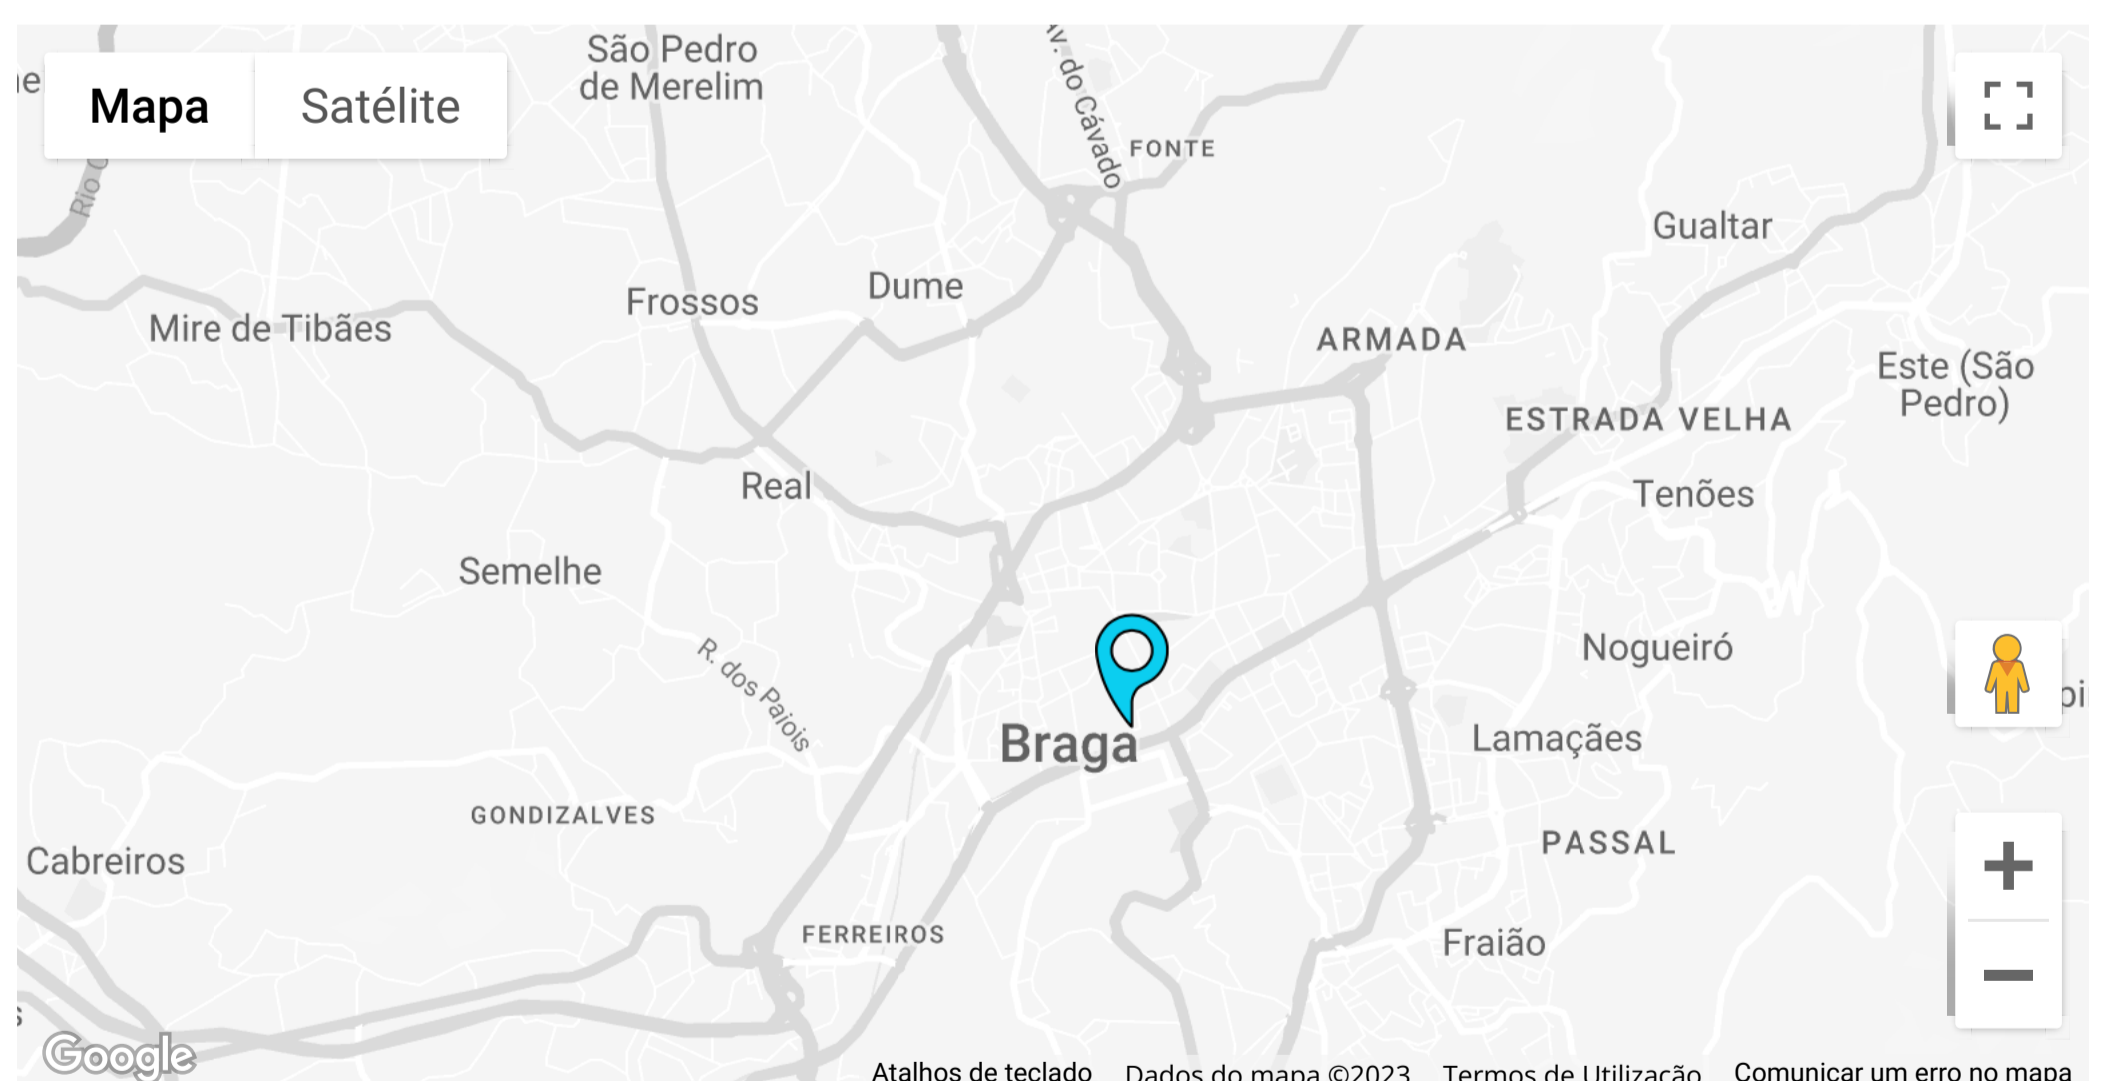 São Pedro
de Merelim
Av. do Cávado
Mapa
Satélite
FONTE
Rio
Gualtar
Dume
Frossos
Mire de Tibães
ARMADA
Este (São
Pedro)
ESTRADA VELHA
Real
Tenões
Semelhe
R. dos Paiois
Nogueiró
Braga
Lamaçães
GONDIZALVES
PASSAL
Cabreiros
FERREIROS
Fraião
Google
Atalhos de teclado
Dados do mapa ©2023
Termos de Utilização
Comunicar um erro no mapa